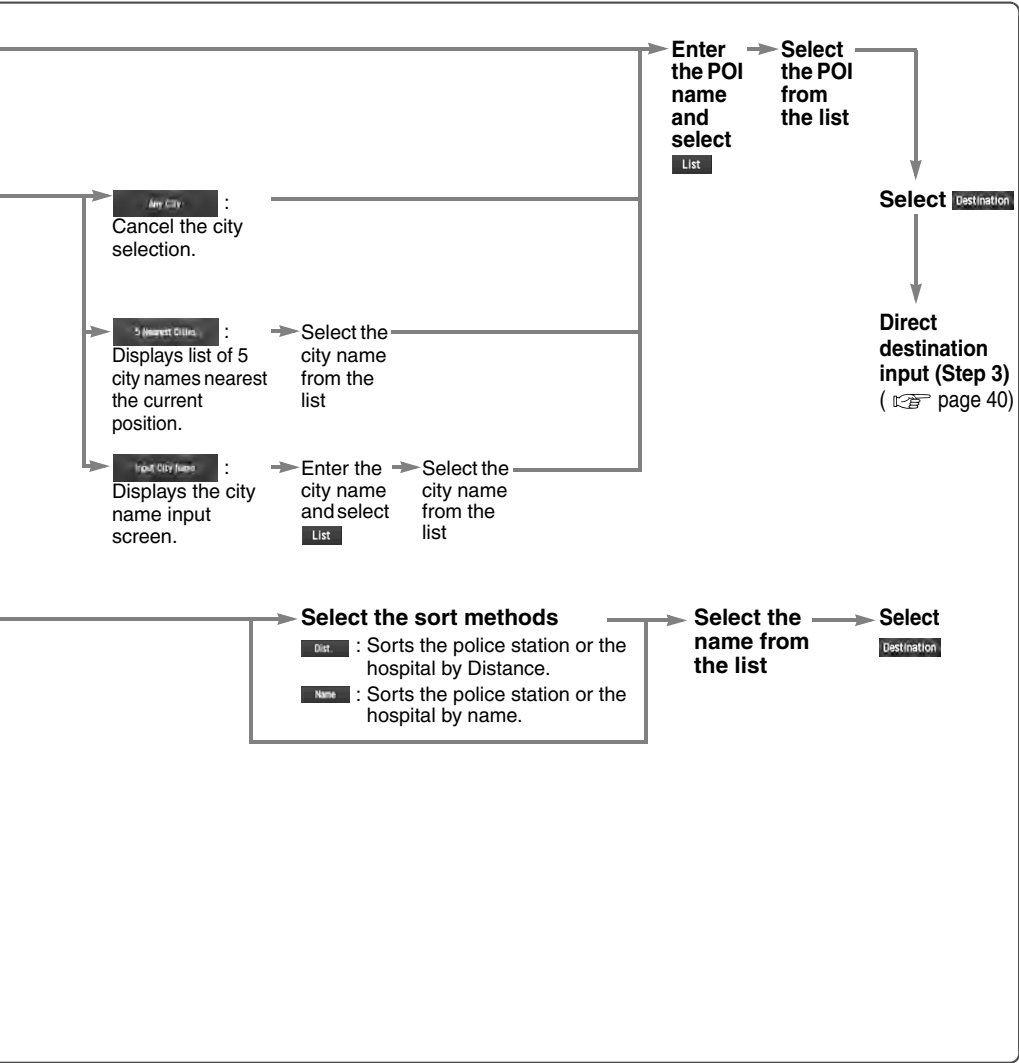 Enter
the POI
name
and
select
List
Select
the POI
from
the list
Select Destination
Direct
destination
input (Step 3)
( ☞ page 40)
Any City :
Cancel the city
selection.
5 Nearest Cities :
Displays list of 5
city names nearest
the current
position.
Select the
city name
from the
list
Input City Name :
Displays the city
name input
screen.
Enter the
city name
and select
List
Select the
city name
from the
list
Select the sort methods
Dist. : Sorts the police station or the
hospital by Distance.
Name : Sorts the police station or the
hospital by name.
Select the
name from
the list
Select
Destination